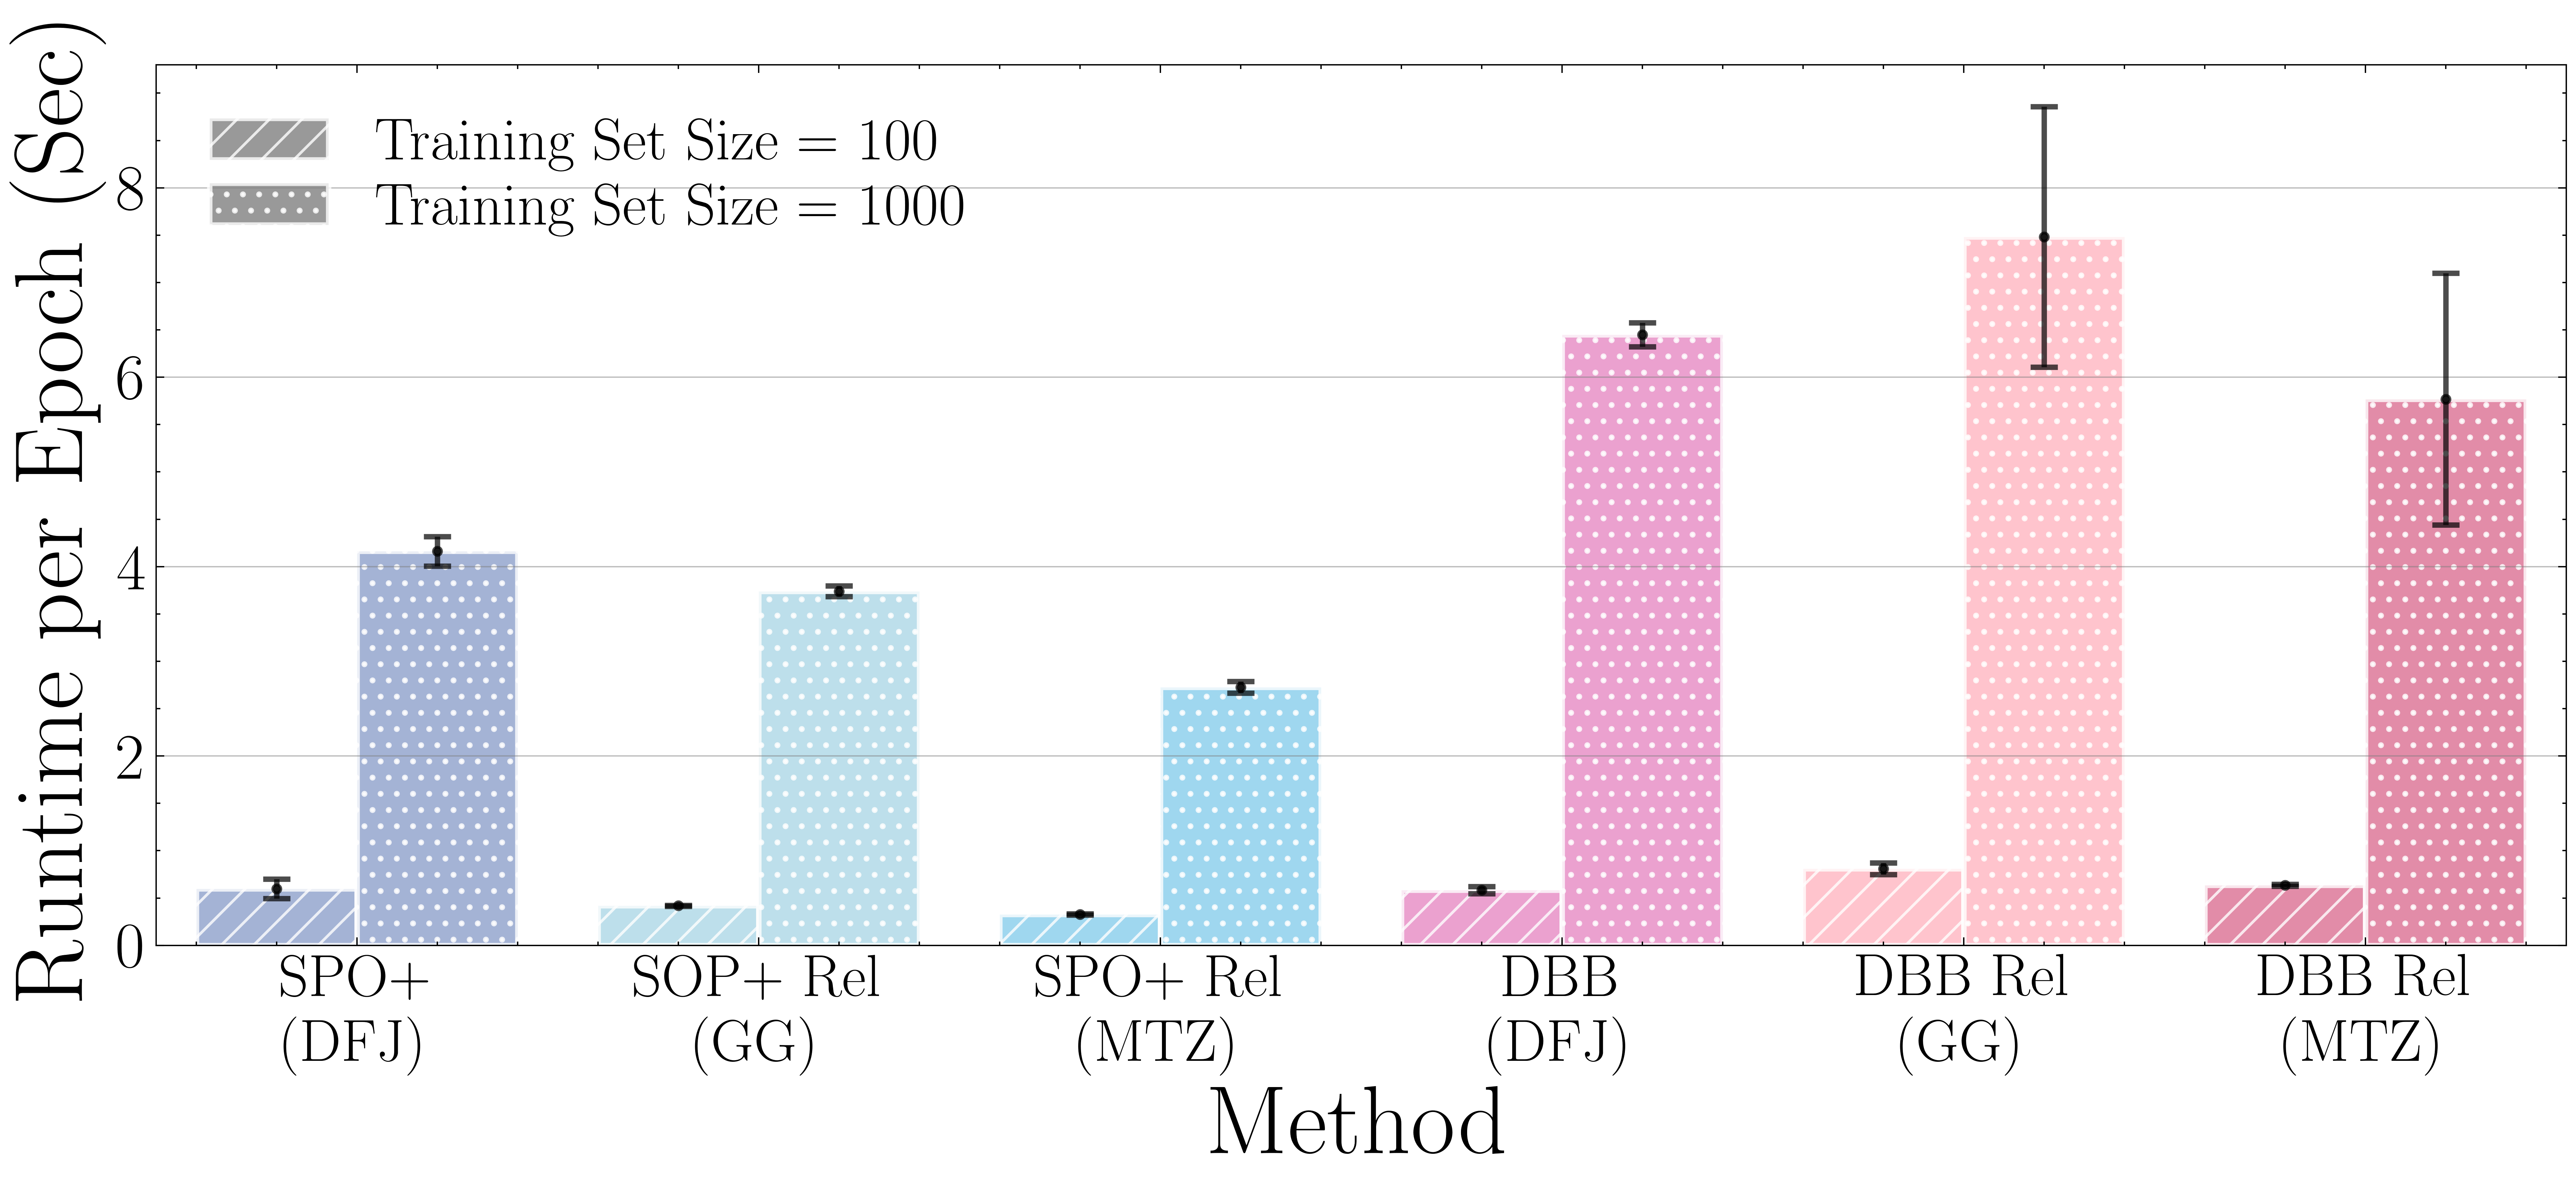 Runtime per Epoch (Sec)
Training Set Size = 100
Training Set Size = 1000
8
6
4
2
0
SPO+
(DFJ)
SOP+ Rel
(GG)
SPO+ Rel
(MTZ)
DBB
(DFJ)
DBB Rel
(GG)
DBB Rel
(MTZ)
Method